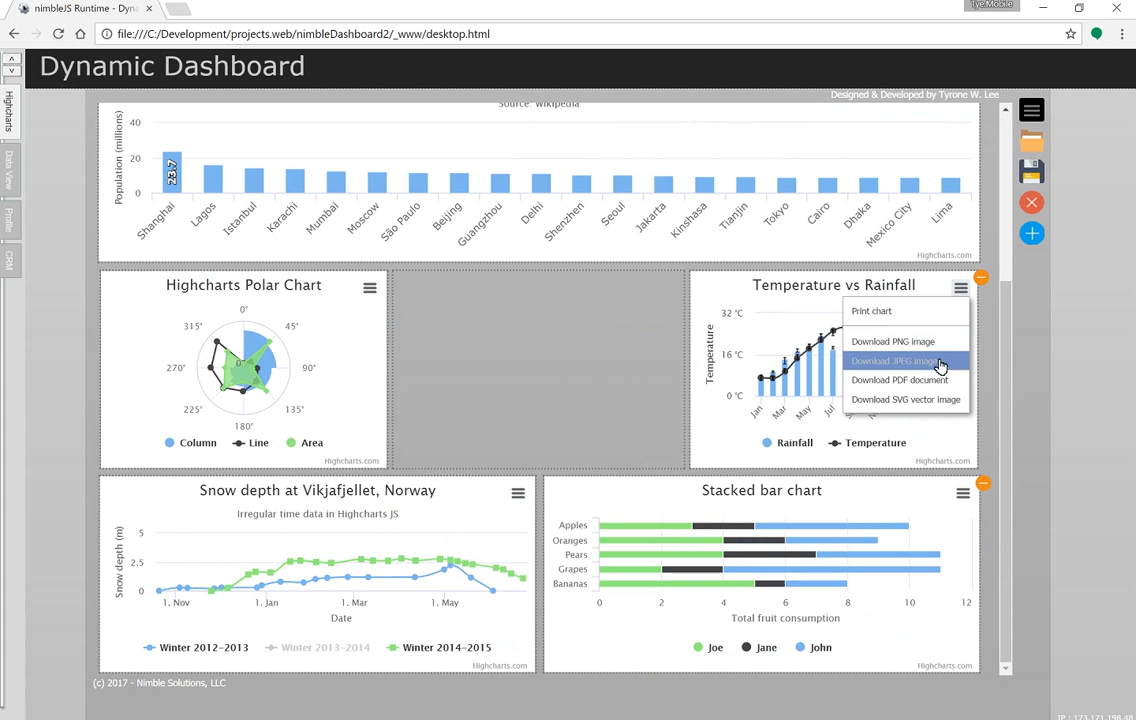 nimbleJS Runtime - Dyna
Tye.Mobile
file:///C:/Development/projects.web/nimbleDashboard2/_www/desktop.html
Dynamic Dashboard
Designed & Developed by Tyrone W. Lee
Highcharts
Data View
Profile
CRM
Source: Wikipedia
Population (millions)
40
20
0
23.7
Shanghai
Lagos
Istanbul
Karachi
Mumbai
Moscow
São Paulo
Beijing
Guangzhou
Delhi
Shenzhen
Seoul
Jakarta
Kinshasa
Tianjin
Tokyo
Cairo
Dhaka
Mexico City
Lima
Highcharts.com
Highcharts Polar Chart
0°
45°
90°
135°
180°
225°
270°
315°
0
Column Line Area
Highcharts.com
Temperature vs Rainfall
Temperature
32 °C
16 °C
0 °C
Jan
Mar
May
Jul
Print chart
Download PNG image
Download JPEG image
Download PDF document
Download SVG vector image
Rainfall Temperature
Highcharts.com
Snow depth at Vikjafjellet, Norway
Irregular time data in Highcharts JS
Snow depth (m)
5
2.5
0
1. Nov 1. Jan 1. Mar 1. May
Date
Winter 2012-2013 Winter 2013-2014 Winter 2014-2015
Highcharts.com
Stacked bar chart
Apples
Oranges
Pears
Grapes
Bananas
0 2 4 6 8 10 12
Total fruit consumption
Joe Jane John
Highcharts.com
(c) 2017 - Nimble Solutions, LLC